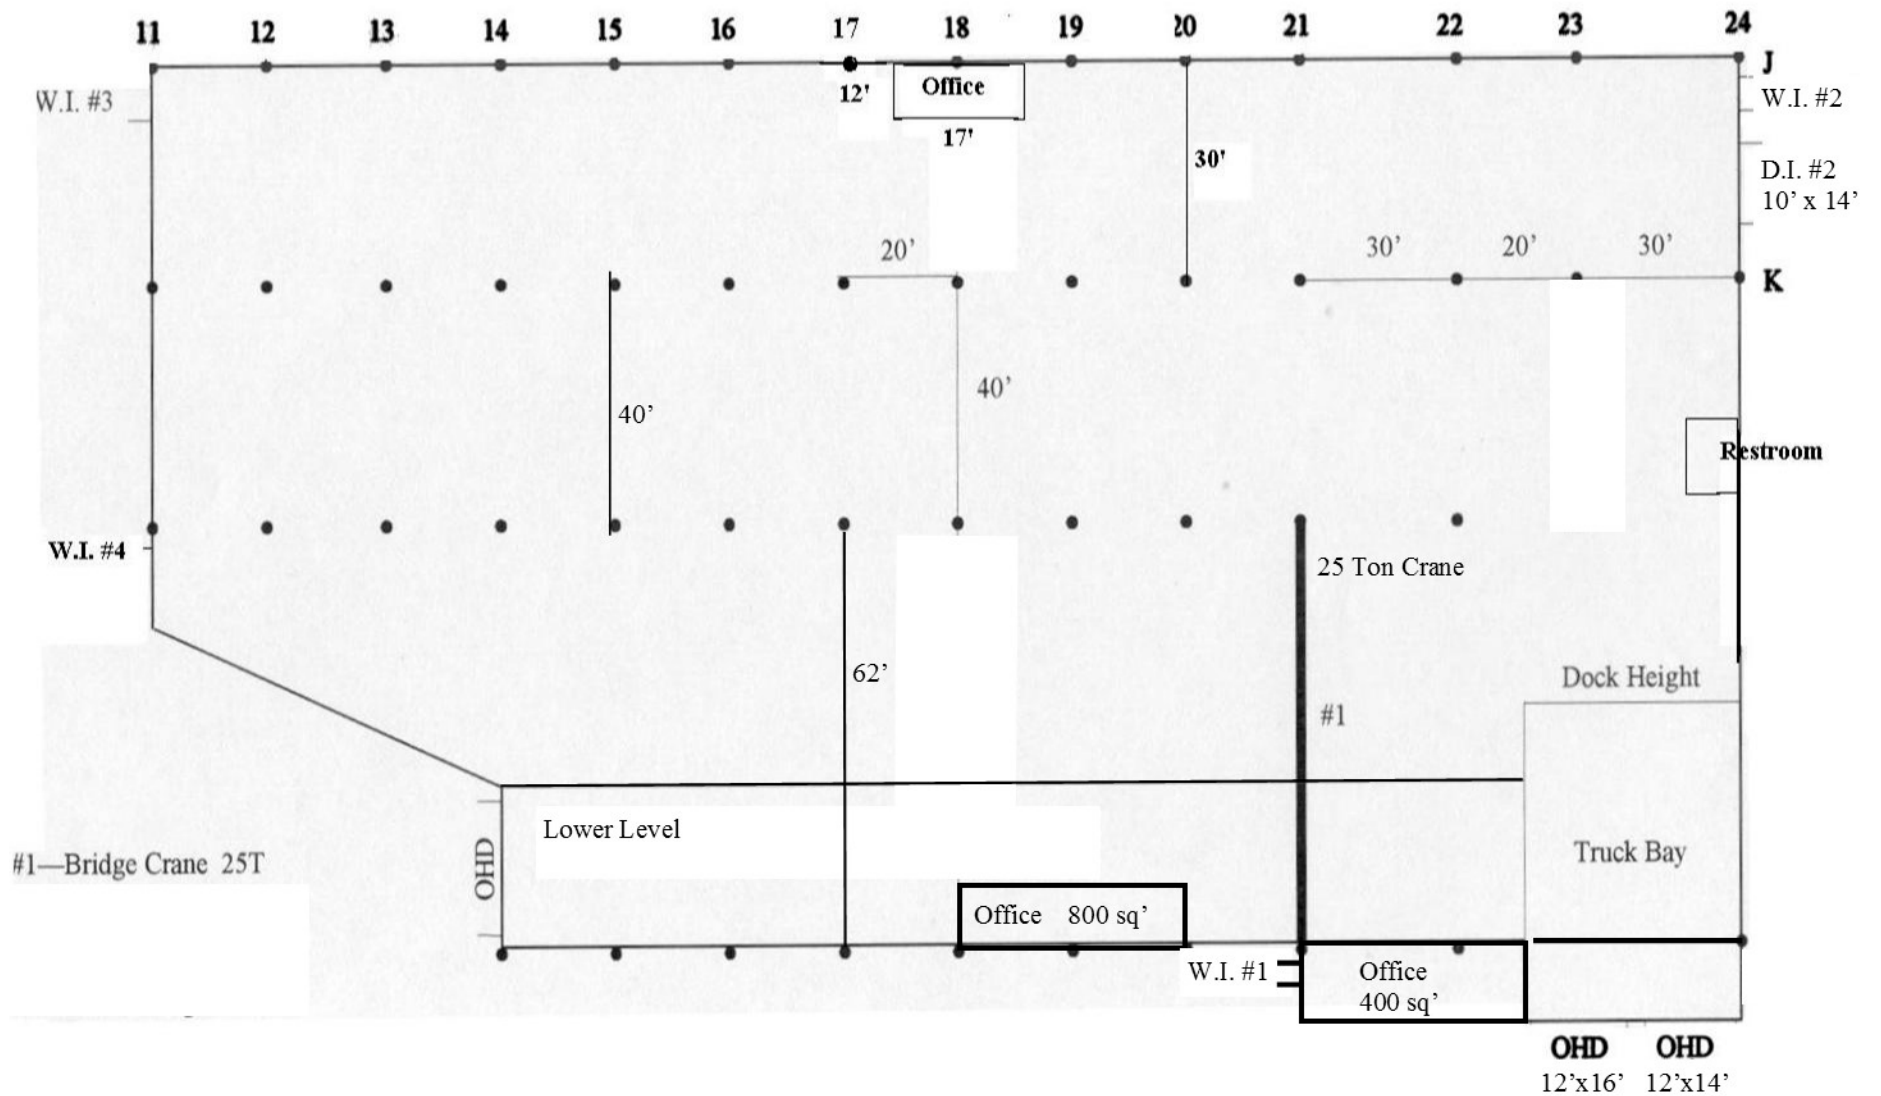 11 12 13 14 15 16 17 18 19 20 21 22 23 24
J
W.I. #3
12'
Office
17'
W.I. #2
30'
D.I. #2
10’ x 14’
20’
30’ 20’ 30’
K
40’
40’
Restroom
W.I. #4
25 Ton Crane
62’
Dock Height
#1
Lower Level
OHD
#1—Bridge Crane 25T
Truck Bay
Office 800 sq’
W.I. #1
Office
400 sq’
OHD OHD
12’x16’ 12’x14’